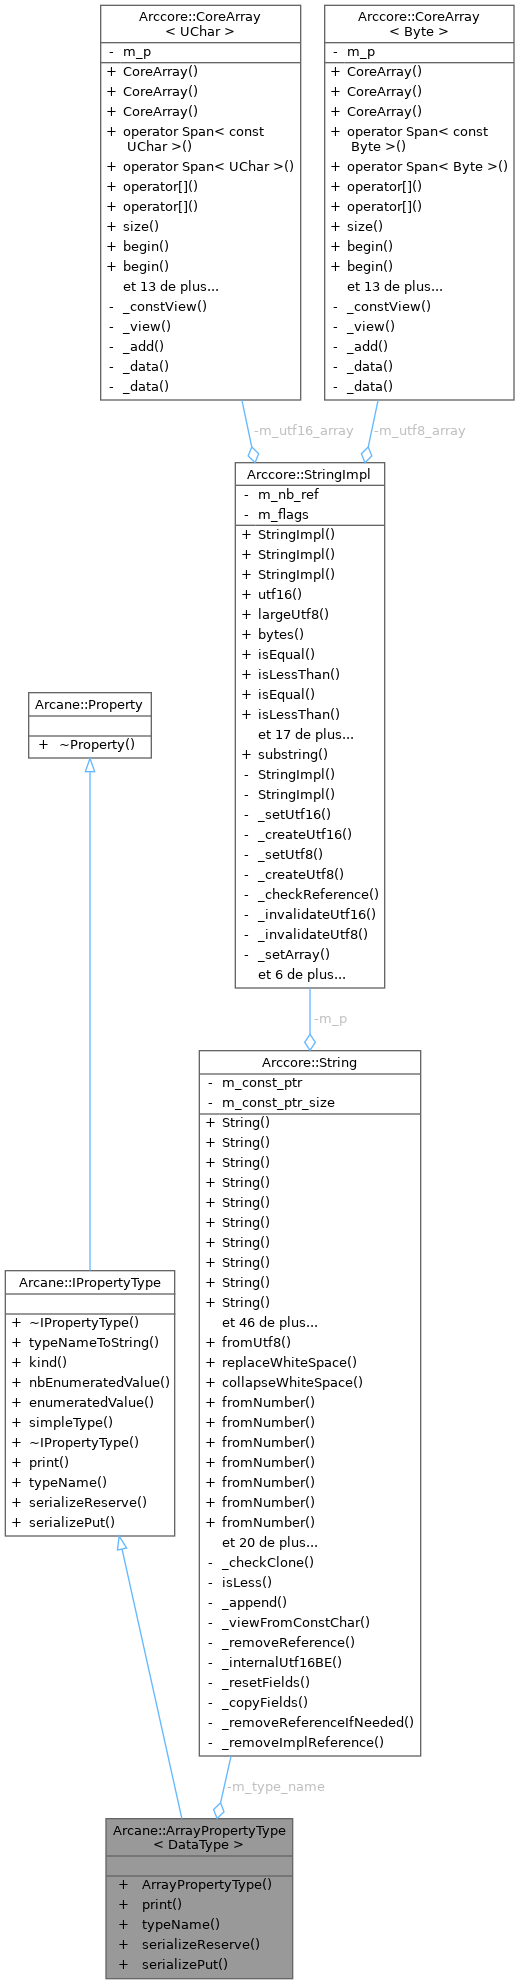 Arccore::CoreArray
< UChar >
- m_p
+ CoreArray()
+ CoreArray()
+ CoreArray()
+ operator Span< const
UChar >()
+ operator Span< UChar >()
+ operator[]()
+ operator[]()
+ size()
+ begin()
+ begin()
et 13 de plus...
- _constView()
- _view()
- _add()
- _data()
- _data()
Arccore::CoreArray
< Byte >
- m_p
+ CoreArray()
+ CoreArray()
+ CoreArray()
+ operator Span< const
Byte >()
+ operator Span< Byte >()
+ operator[]()
+ operator[]()
+ size()
+ begin()
+ begin()
et 13 de plus...
- _constView()
- _view()
- _add()
- _data()
- _data()
-m_utf16_array
-m_utf8_array
Arccore::StringImpl
- m_nb_ref
- m_flags
+ StringImpl()
+ StringImpl()
+ StringImpl()
+ utf16()
+ largeUtf8()
+ bytes()
+ isEqual()
+ isLessThan()
+ isEqual()
+ isLessThan()
et 17 de plus...
+ substring()
- StringImpl()
- StringImpl()
- _setUtf16()
- _createUtf16()
- _setUtf8()
- _createUtf8()
- _checkReference()
- _invalidateUtf16()
- _invalidateUtf8()
- _setArray()
et 6 de plus...
Arcane::Property
+ ~Property()
-m_p
Arccore::String
- m_const_ptr
- m_const_ptr_size
+ String()
+ String()
+ String()
+ String()
+ String()
+ String()
+ String()
+ String()
+ String()
+ String()
et 46 de plus...
+ fromUtf8()
+ replaceWhiteSpace()
+ collapseWhiteSpace()
+ fromNumber()
+ fromNumber()
+ fromNumber()
+ fromNumber()
+ fromNumber()
+ fromNumber()
+ fromNumber()
et 20 de plus...
- _checkClone()
- isLess()
- _append()
- _viewFromConstChar()
- _removeReference()
- _internalUtf16BE()
- _resetFields()
- _copyFields()
- _removeReferenceIfNeeded()
- _removeImplReference()
Arcane::IPropertyType
+ ~IPropertyType()
+ typeNameToString()
+ kind()
+ nbEnumeratedValue()
+ enumeratedValue()
+ simpleType()
+ ~IPropertyType()
+ print()
+ typeName()
+ serializeReserve()
+ serializePut()
-m_type_name
Arcane::ArrayPropertyType
< DataType >
+ ArrayPropertyType()
+ print()
+ typeName()
+ serializeReserve()
+ serializePut()